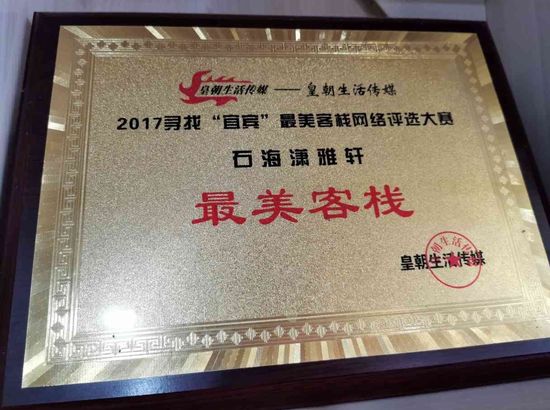 皇朝生活传媒——皇朝生活传媒
2017寻找“宜宾”最美客栈网络评选大赛
石海潇雅轩
最美客栈
皇朝生活传媒